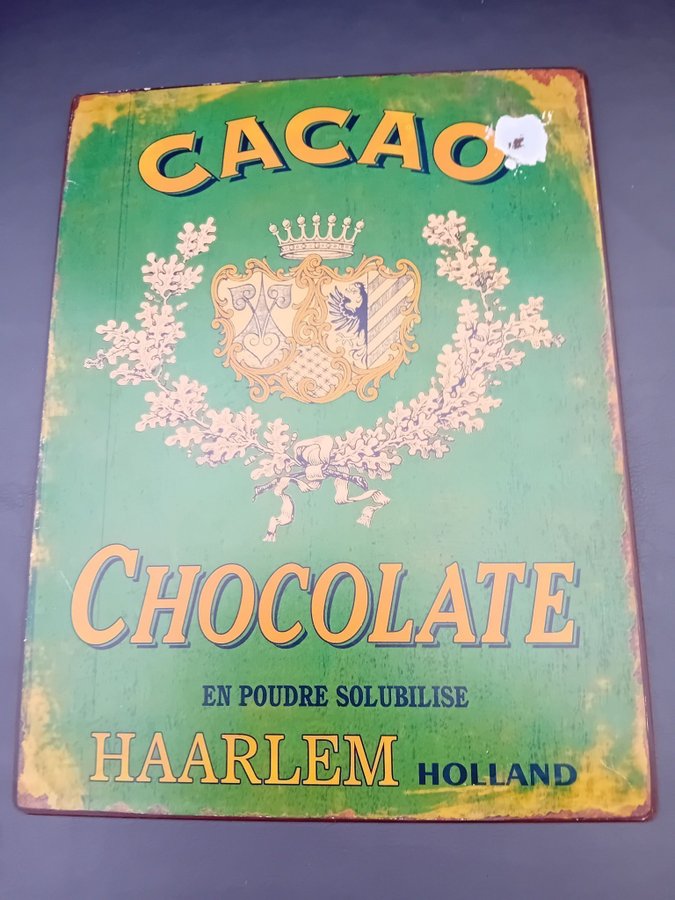 CACAO
CHOCOLATE
EN POUDRE SOLUBILISE
HAARLEM HOLLAND